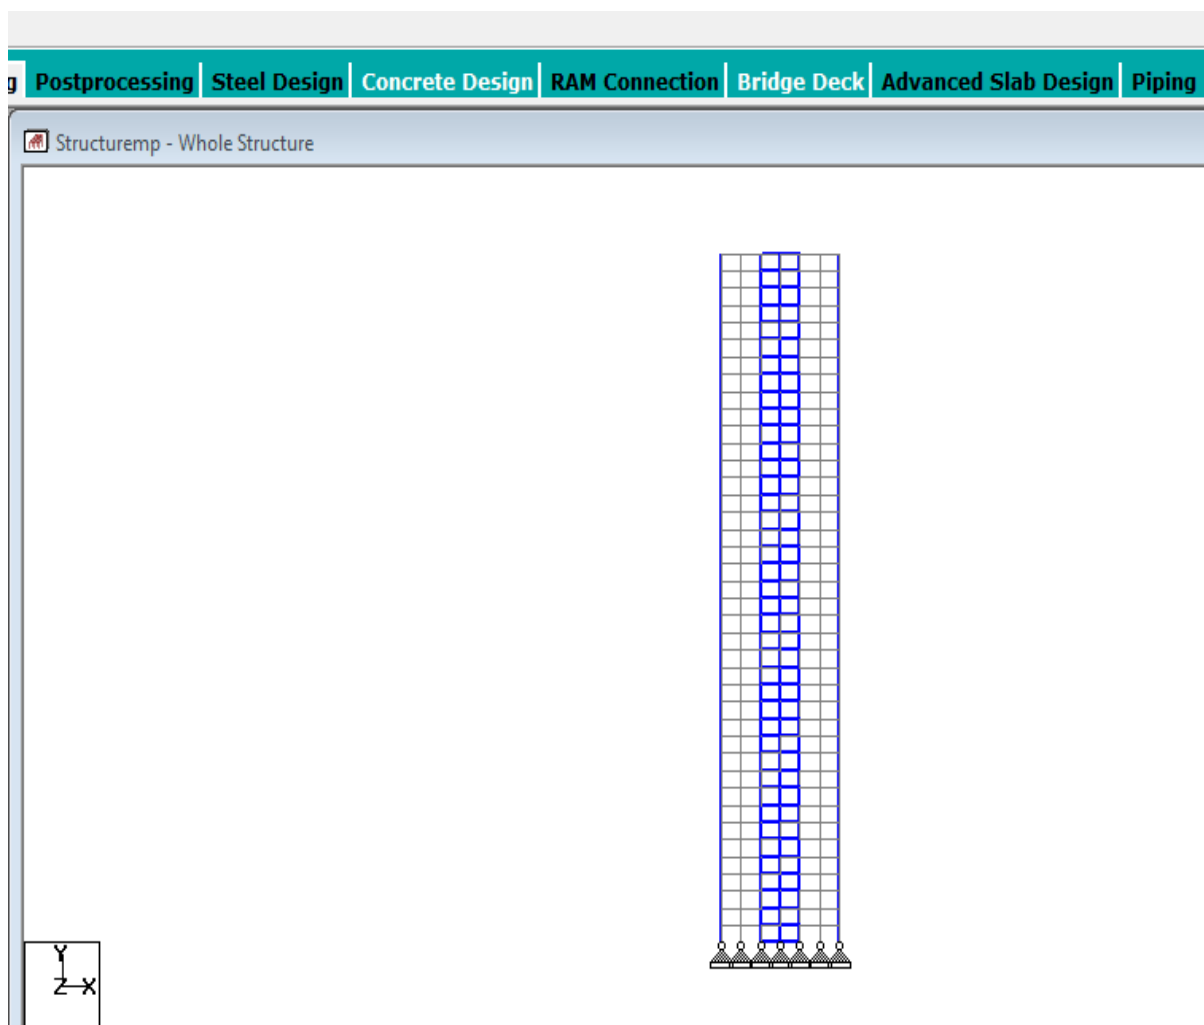 g Postprocessing Steel Design Concrete Design RAM Connection Bridge Deck Advanced Slab Design Piping
Structuremp - Whole Structure
Y
Z X